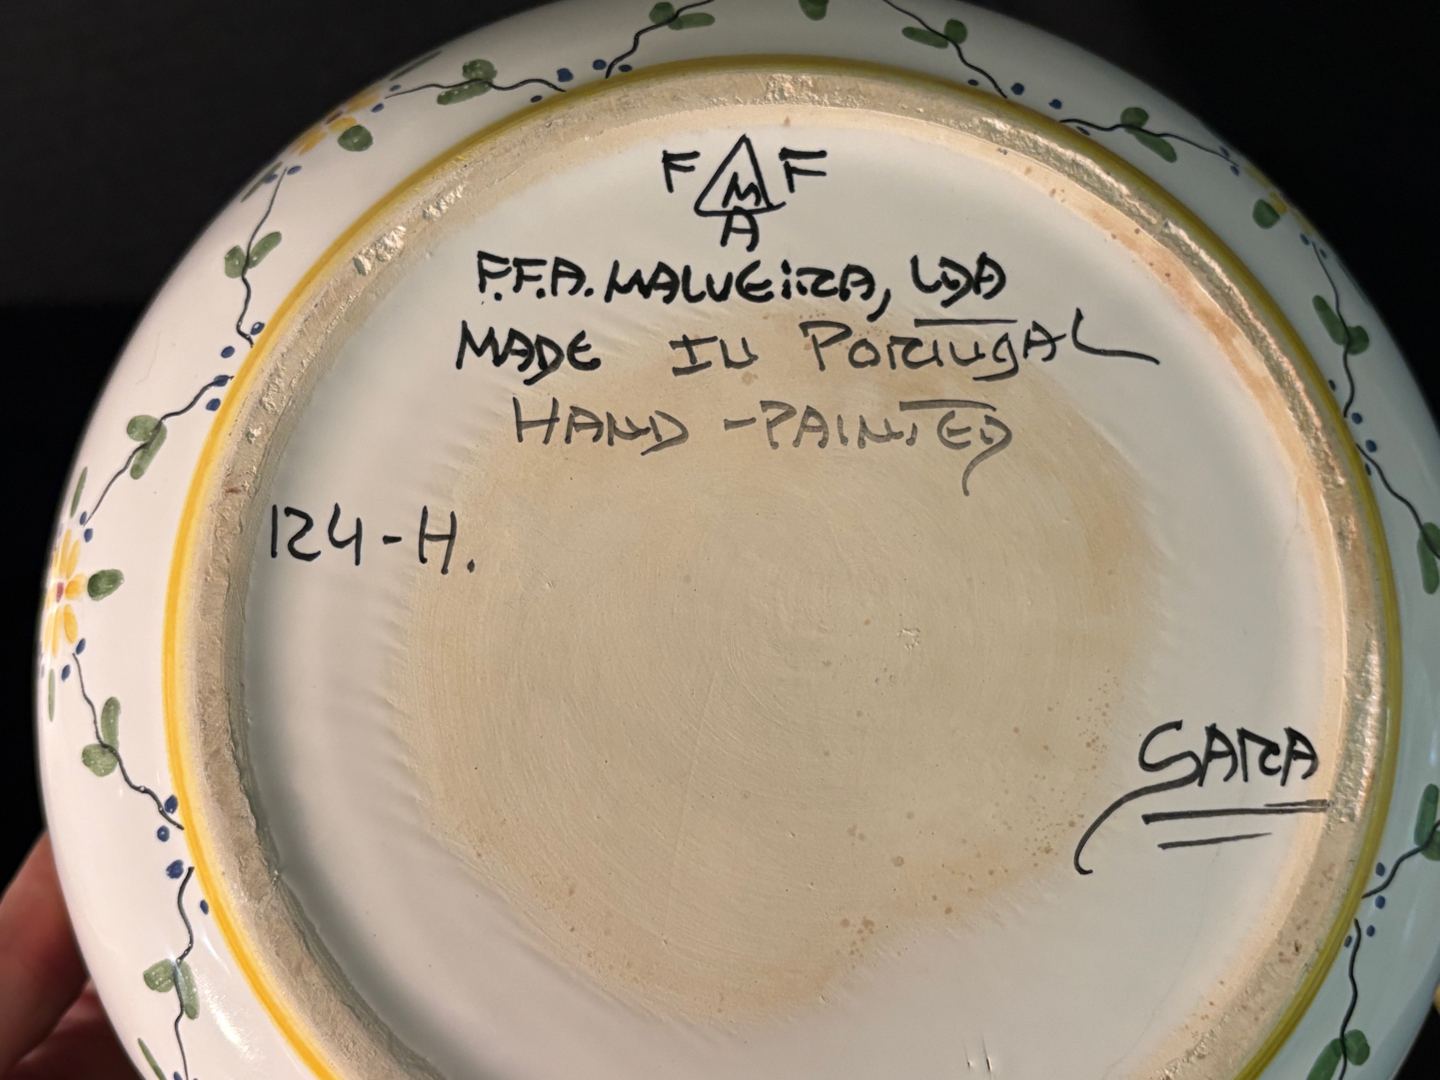 F M F
A
F.F.A. MALVEiRA, LDA
MADE IN PORTUGAL
HAND-PAINTED
124-H.
SARA